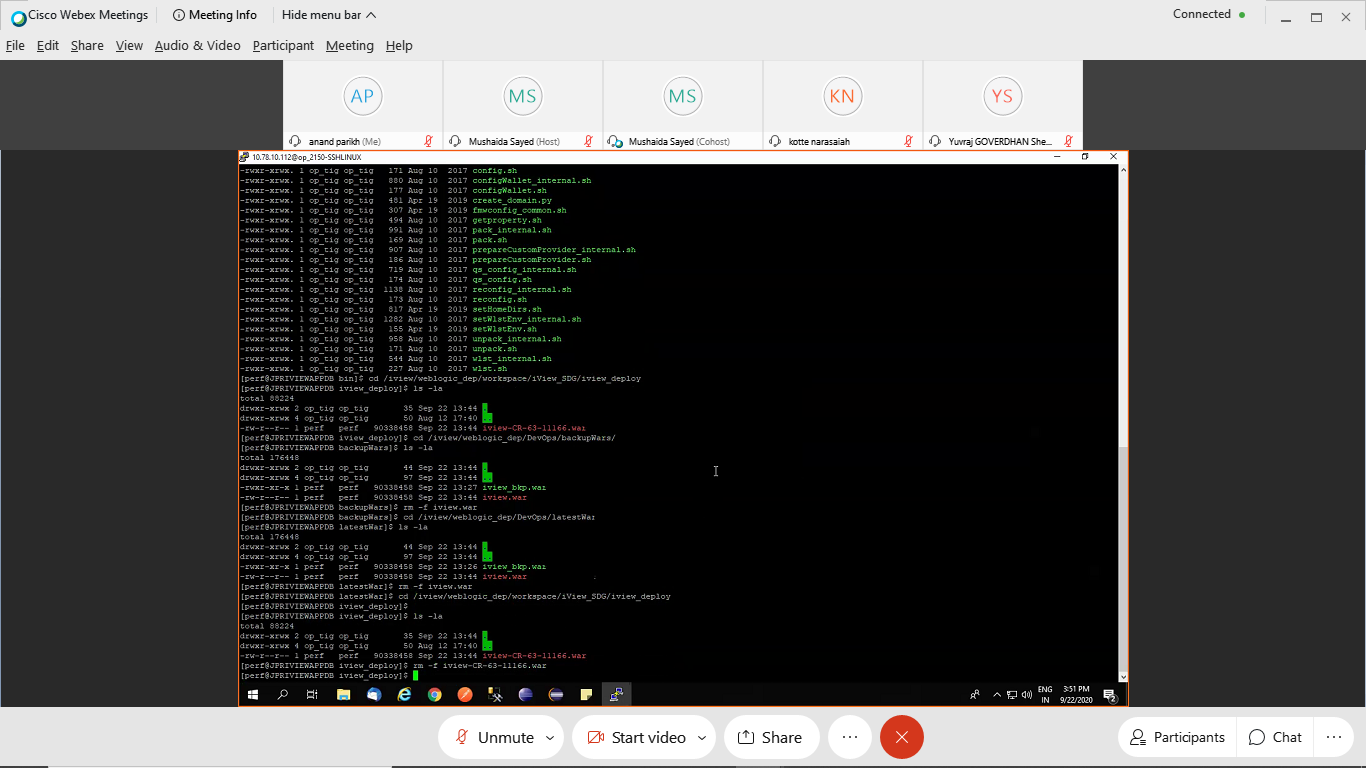 Cisco Webex Meetings Meeting Info Hide menu bar Connected
File Edit Share View Audio & Video Participant Meeting Help
AP MS MS KN YS
anand parikh (Me) Mushaida Sayed (Host) Mushaida Sayed (Cohost) kotte narasaiah Yuvraj GOVERDHAN She...
10.78.10.112@op_2150-SSHLINUX
-rwxr-xrwx. 1 op_tig op_tig 171 Aug 10 2017 config.sh
-rwxr-xrwx. 1 op_tig op_tig 880 Aug 10 2017 configWallet_internal.sh
-rwxr-xrwx. 1 op_tig op_tig 177 Aug 10 2017 configWallet.sh
-rwxr-xrwx. 1 op_tig op_tig 481 Apr 19 2019 create_domain.py
-rwxr-xrwx. 1 op_tig op_tig 307 Apr 19 2019 fmwconfig_common.sh
-rwxr-xrwx. 1 op_tig op_tig 494 Aug 10 2017 getproperty.sh
-rwxr-xrwx. 1 op_tig op_tig 991 Aug 10 2017 pack_internal.sh
-rwxr-xrwx. 1 op_tig op_tig 169 Aug 10 2017 pack.sh
-rwxr-xrwx. 1 op_tig op_tig 907 Aug 10 2017 prepareCustomProvider_internal.sh
-rwxr-xrwx. 1 op_tig op_tig 186 Aug 10 2017 prepareCustomProvider.sh
-rwxr-xrwx. 1 op_tig op_tig 719 Aug 10 2017 qs_config_internal.sh
-rwxr-xrwx. 1 op_tig op_tig 174 Aug 10 2017 qs_config.sh
-rwxr-xrwx. 1 op_tig op_tig 1138 Aug 10 2017 reconfig_internal.sh
-rwxr-xrwx. 1 op_tig op_tig 173 Aug 10 2017 reconfig.sh
-rwxr-xrwx. 1 op_tig op_tig 817 Apr 19 2019 setHomeDirs.sh
-rwxr-xrwx. 1 op_tig op_tig 1282 Aug 10 2017 setWlstEnv_internal.sh
-rwxr-xrwx. 1 op_tig op_tig 155 Apr 19 2019 setWlstEnv.sh
-rwxr-xrwx. 1 op_tig op_tig 958 Aug 10 2017 unpack_internal.sh
-rwxr-xrwx. 1 op_tig op_tig 171 Aug 10 2017 unpack.sh
-rwxr-xrwx. 1 op_tig op_tig 544 Aug 10 2017 wlst_internal.sh
-rwxr-xrwx. 1 op_tig op_tig 227 Aug 10 2017 wlst.sh
[perf@JPRIVIEWAPPDB bin]$ cd /iview/weblogic_dep/workspace/iView_SDG/iview_deploy
[perf@JPRIVIEWAPPDB iview_deploy]$ ls -la
total 88224
drwxr-xrwx 2 op_tig op_tig 35 Sep 22 13:44 .
drwxr-xrwx 4 op_tig op_tig 50 Aug 12 17:40 ..
-rw-r--r-- 1 perf perf 90338458 Sep 22 13:44 iview-CR-63-11166.war
[perf@JPRIVIEWAPPDB iview_deploy]$ cd /iview/weblogic_dep/DevOps/backupWars/
[perf@JPRIVIEWAPPDB backupWars]$ ls -la
total 176448
drwxr-xrwx 2 op_tig op_tig 44 Sep 22 13:44 .
drwxr-xrwx 4 op_tig op_tig 97 Sep 22 13:44 ..
-rwxr-xr-x 1 perf perf 90338458 Sep 22 13:27 iview_bkp.war
-rw-r--r-- 1 perf perf 90338458 Sep 22 13:44 iview.war
[perf@JPRIVIEWAPPDB backupWars]$ rm -f iview.war
[perf@JPRIVIEWAPPDB backupWars]$ cd /iview/weblogic_dep/DevOps/latestWar
[perf@JPRIVIEWAPPDB latestWar]$ ls -la
total 176448
drwxr-xrwx 2 op_tig op_tig 44 Sep 22 13:44 .
drwxr-xrwx 4 op_tig op_tig 97 Sep 22 13:44 ..
-rwxr-xr-x 1 perf perf 90338458 Sep 22 13:26 iview_bkp.war
-rw-r--r-- 1 perf perf 90338458 Sep 22 13:44 iview.war
[perf@JPRIVIEWAPPDB latestWar]$ rm -f iview.war
[perf@JPRIVIEWAPPDB latestWar]$ cd /iview/weblogic_dep/workspace/iView_SDG/iview_deploy
[perf@JPRIVIEWAPPDB iview_deploy]$
[perf@JPRIVIEWAPPDB iview_deploy]$ ls -la
total 88224
drwxr-xrwx 2 op_tig op_tig 35 Sep 22 13:44 .
drwxr-xrwx 4 op_tig op_tig 50 Aug 12 17:40 ..
-rw-r--r-- 1 perf perf 90338458 Sep 22 13:44 iview-CR-63-11166.war
[perf@JPRIVIEWAPPDB iview_deploy]$ rm -f iview-CR-63-11166.war
[perf@JPRIVIEWAPPDB iview_deploy]$
ENG 3:51 PM
IN 9/22/2020 2
Unmute Start video Share Participants Chat